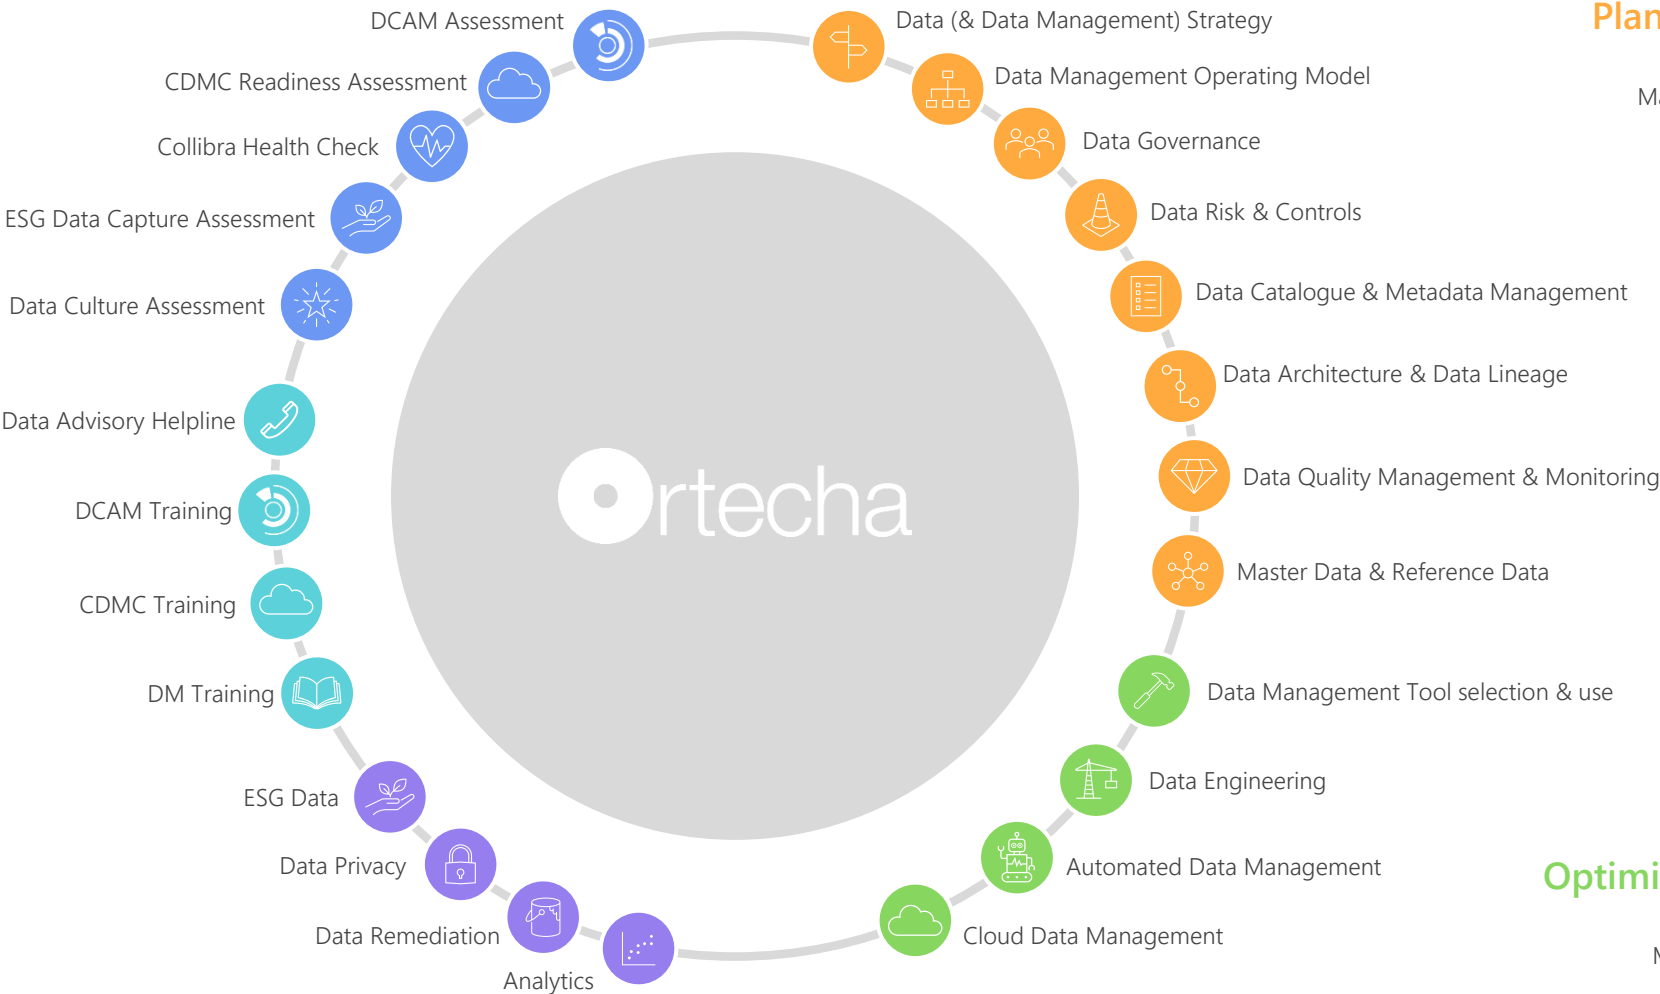 DCAM Assessment
CDMC Readiness Assessment
Collibra Health Check
ESG Data Capture Assessment
Data Culture Assessment
Data Advisory Helpline
DCAM Training
CDMC Training
DM Training
ESG Data
Data Privacy
Data Remediation
Analytics
Ortecha
Data (& Data Management) Strategy
Data Management Operating Model
Data Governance
Data Risk & Controls
Data Catalogue & Metadata Management
Data Architecture & Data Lineage
Data Quality Management & Monitoring
Master Data & Reference Data
Data Management Tool selection & use
Data Engineering
Automated Data Management
Cloud Data Management
Plan